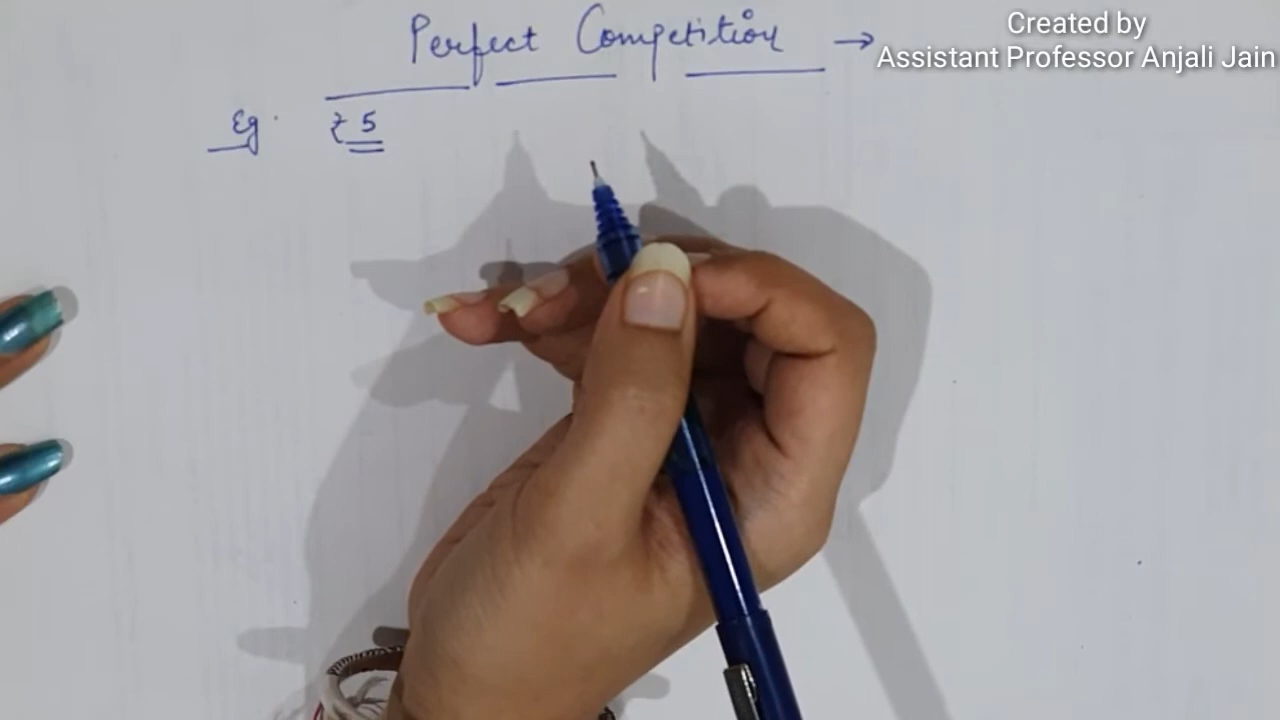 Perfect Competition →
Created by
Assistant Professor Anjali Jain
Eg. ₹ 5